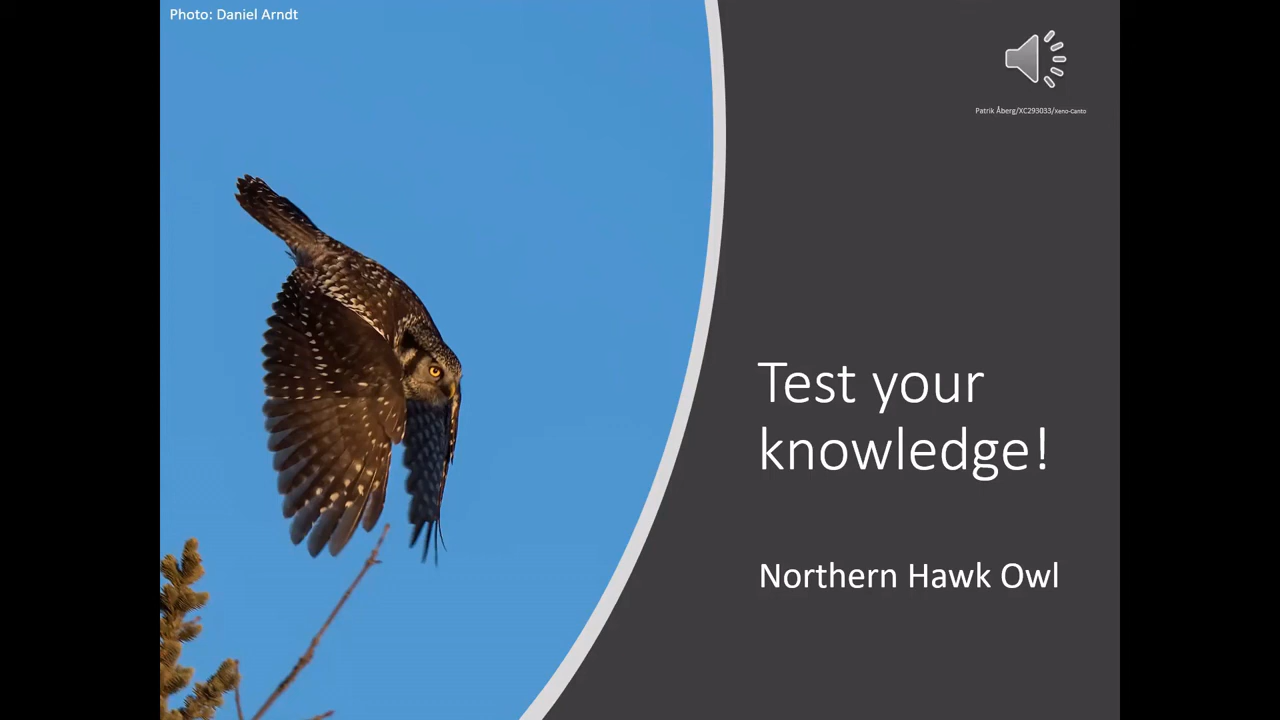 Photo: Daniel Arndt
Patrik Åberg/XC293033/Xeno-Canto
Test your
knowledge!
Northern Hawk Owl